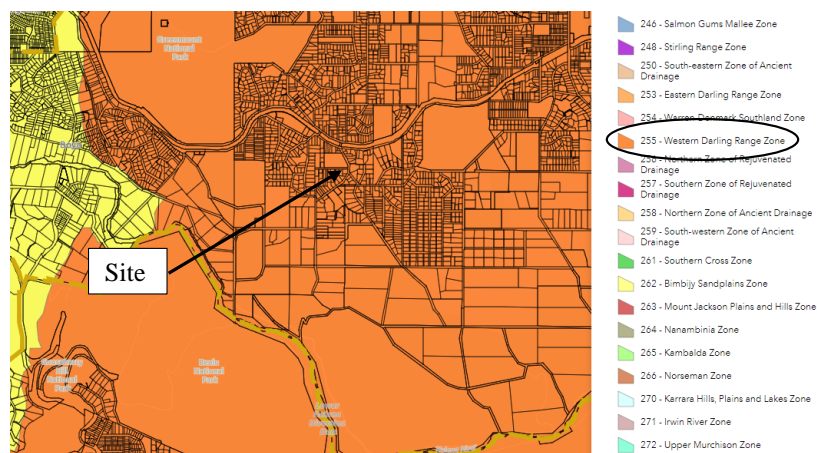 Greenmount
National
Park
Site
Beelu
National
Park
National
Park
246 - Salmon Gums Mallee Zone
248 - Stirling Range Zone
250 - South-eastern Zone of Ancient
Drainage
253 - Eastern Darling Range Zone
254 - Warren-Denmark Southland Zone
255 - Western Darling Range Zone
256 - Northern Zone of Rejuvenated
Drainage
257 - Southern Zone of Rejuvenated
Drainage
258 - Northern Zone of Ancient Drainage
259 - South-western Zone of Ancient
Drainage
261 - Southern Cross Zone
262 - Bimbijy Sandplains Zone
263 - Mount Jackson Plains and Hills Zone
264 - Nanambinia Zone
265 - Kambalda Zone
266 - Norseman Zone
270 - Karrara Hills, Plains and Lakes Zone
271 - Irwin River Zone
272 - Upper Murchison Zone